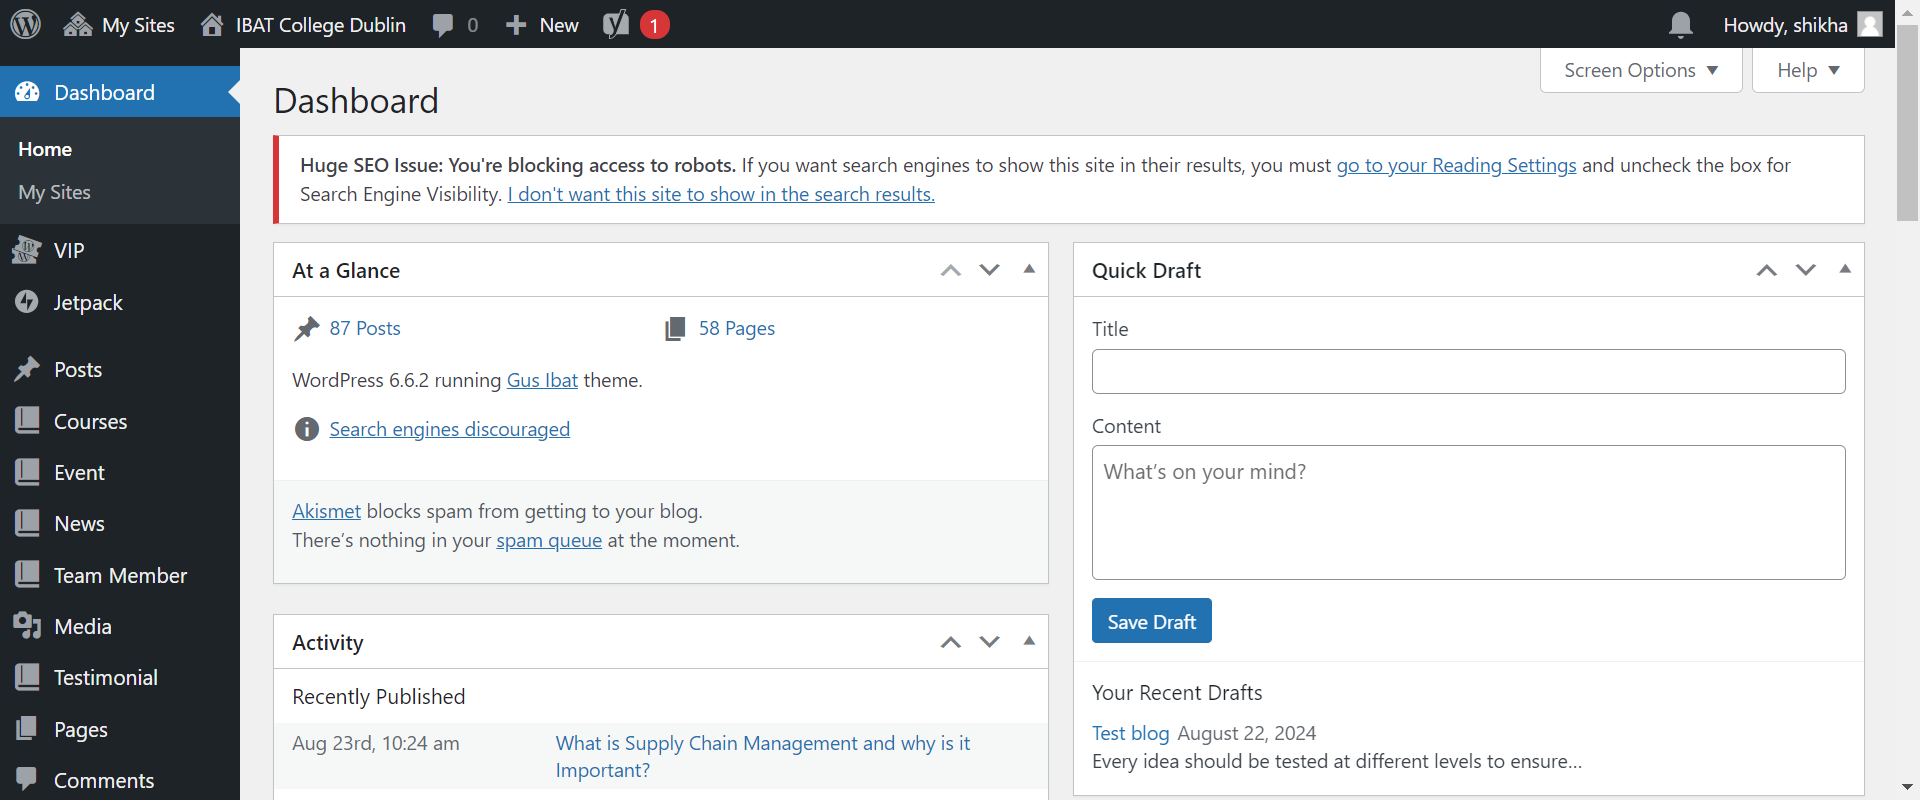 My Sites
IBAT College Dublin
0
New
1
Howdy, shikha
Dashboard
Home
My Sites
VIP
Jetpack
Posts
Courses
Event
News
Team Member
Media
Testimonial
Pages
Comments
Screen Options
Help
Dashboard
Huge SEO Issue: You're blocking access to robots. If you want search engines to show this site in their results, you must go to your Reading Settings and uncheck the box for
Search Engine Visibility. I don't want this site to show in the search results.
At a Glance
87 Posts
58 Pages
WordPress 6.6.2 running Gus Ibat theme.
Search engines discouraged
Akismet blocks spam from getting to your blog.
There’s nothing in your spam queue at the moment.
Activity
Recently Published
Aug 23rd, 10:24 am
What is Supply Chain Management and why is it
Important?
Quick Draft
Title
Content
What’s on your mind?
Save Draft
Your Recent Drafts
Test blog August 22, 2024
Every idea should be tested at different levels to ensure…